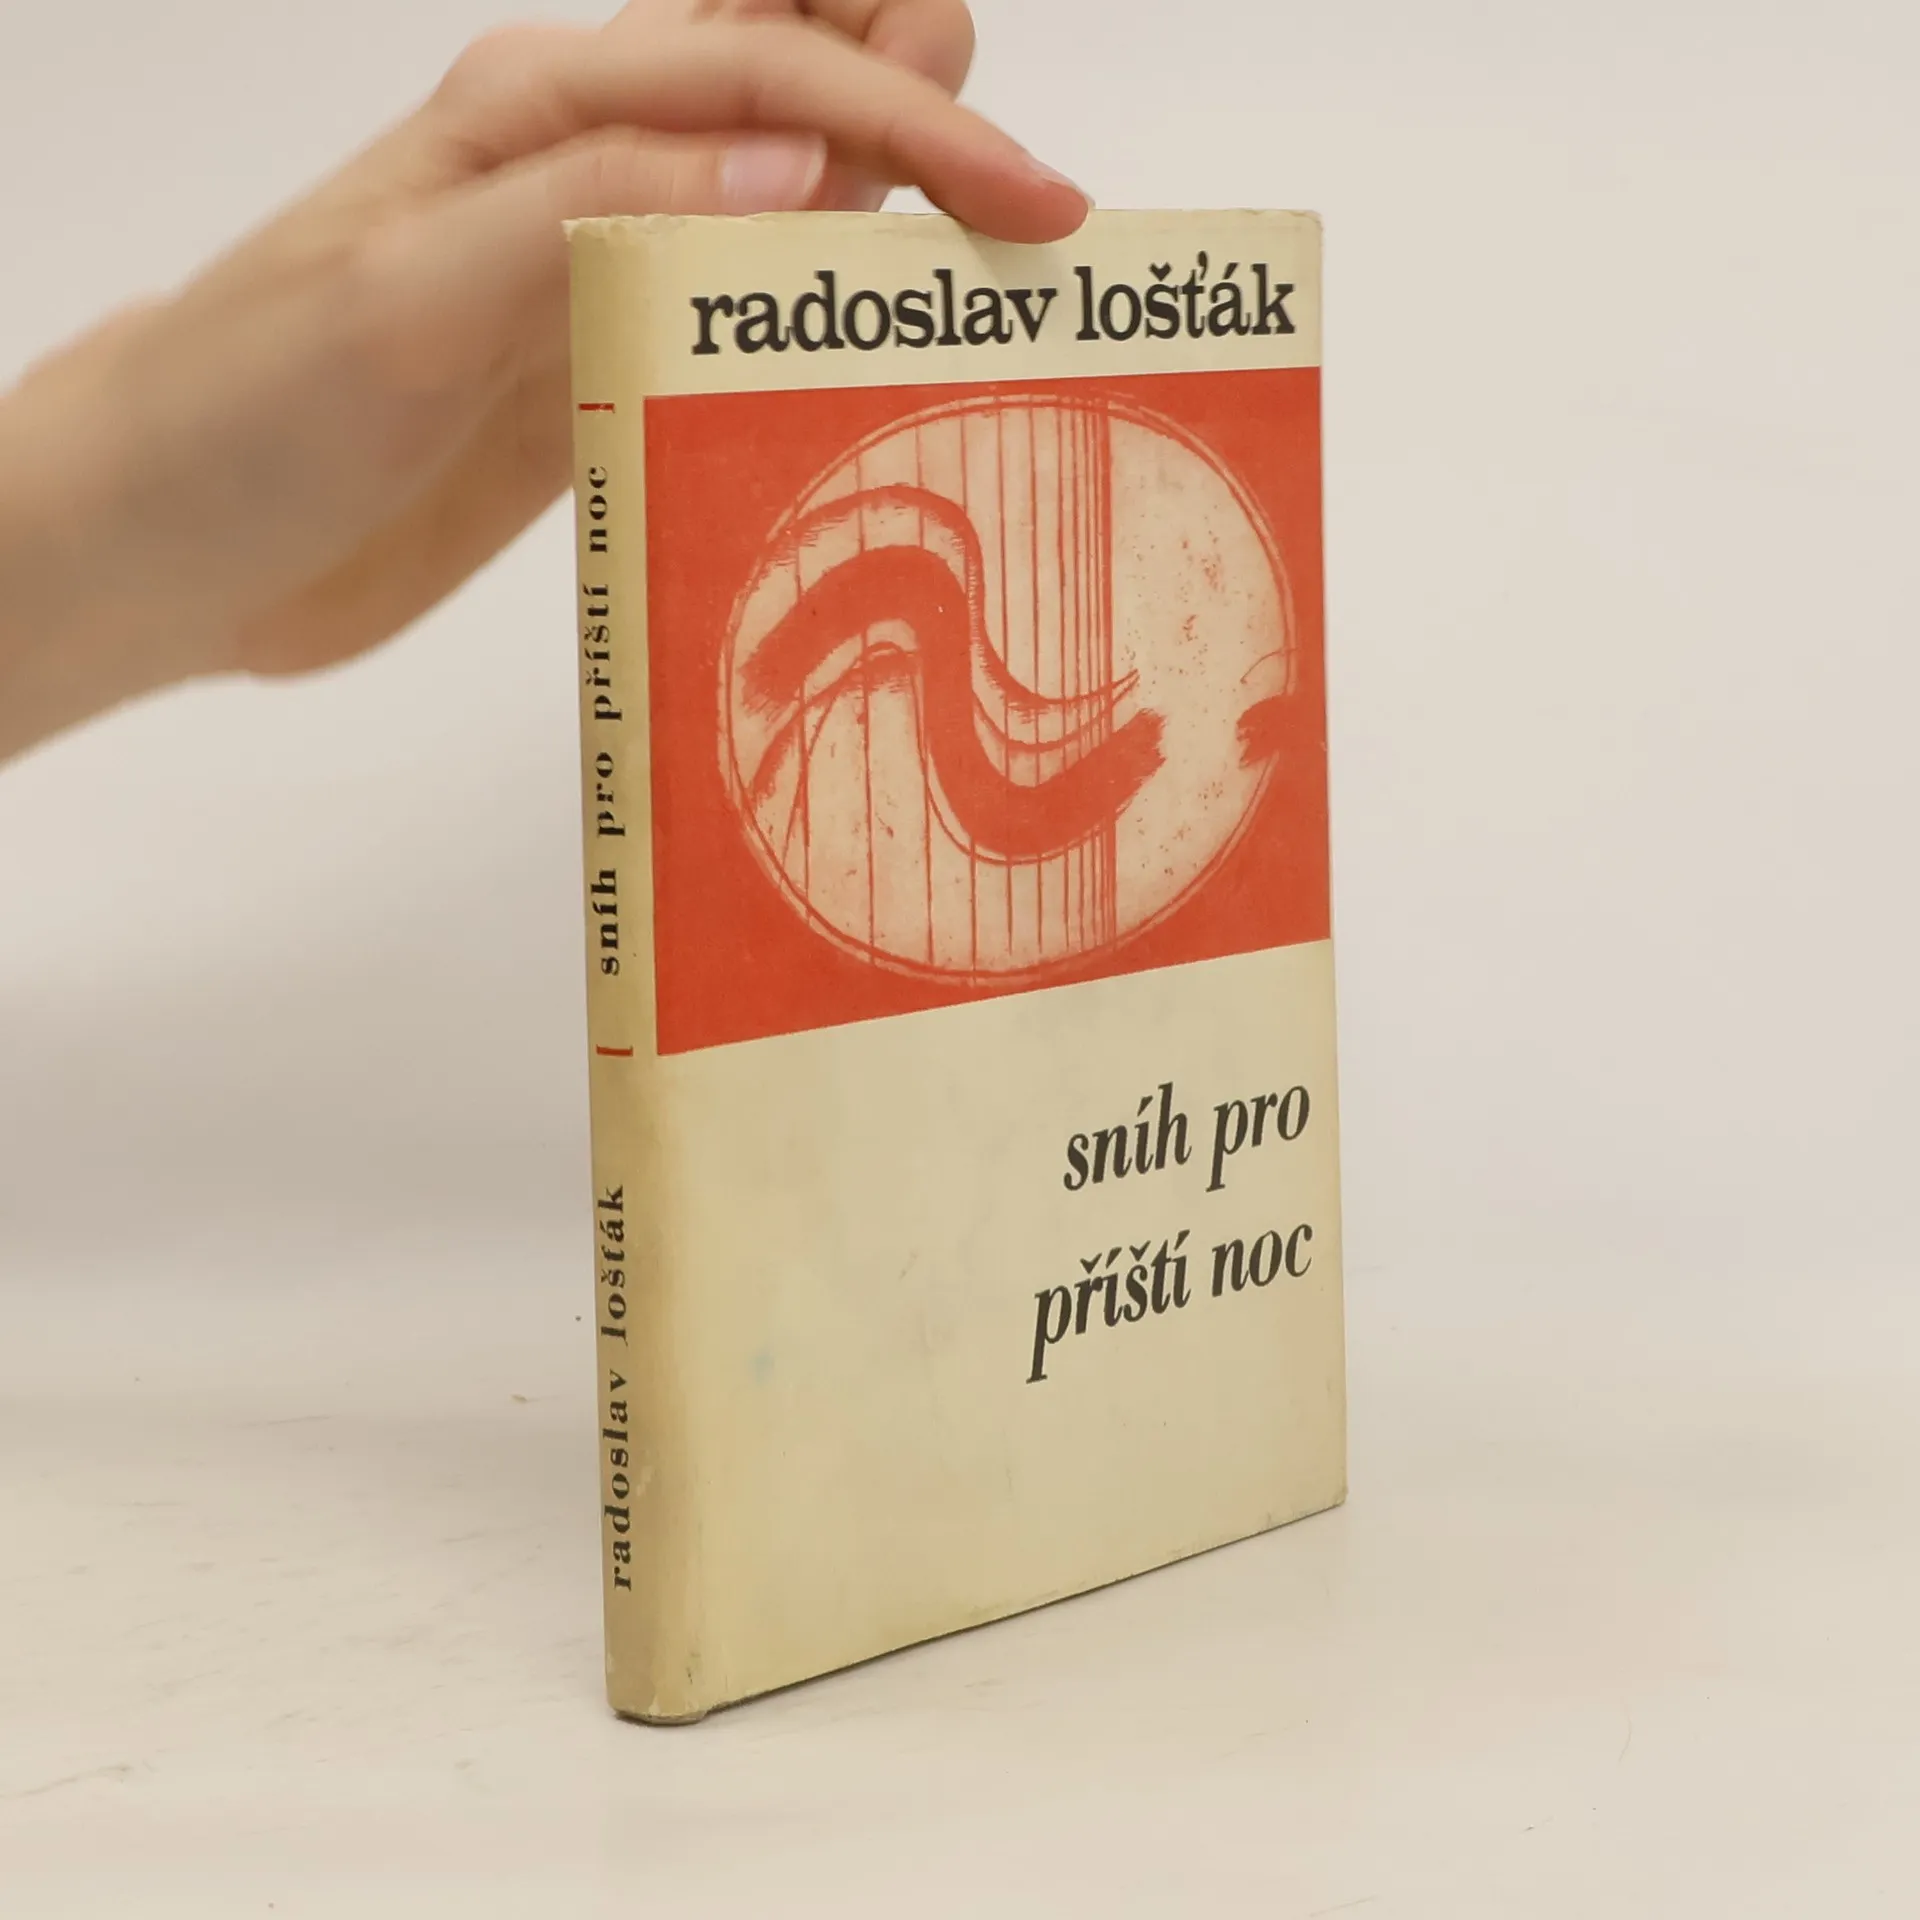 radoslav lošťák
sníh pro
příští noc
sníh pro příští noc
radoslav lošťák